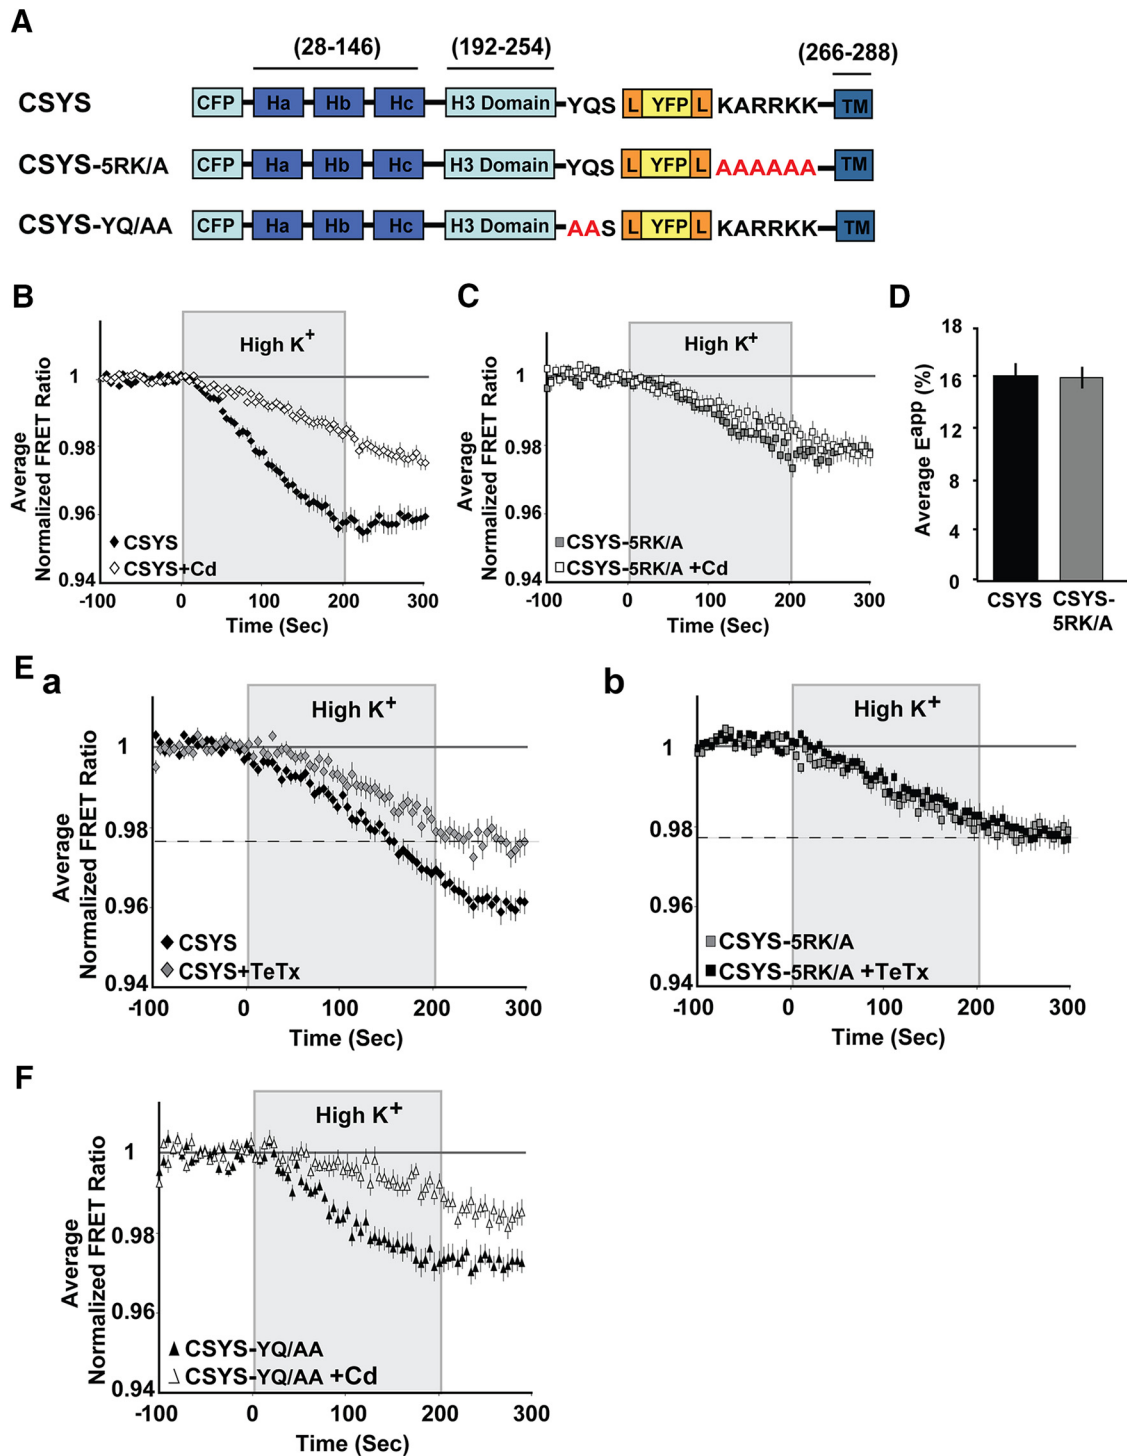 A
(28-146) (192-254) (266-288)
CSYS CFP Ha Hb Hc H3 Domain YQS L YFP L KARRKK TM
CSYS-5RK/A CFP Ha Hb Hc H3 Domain YQS L YFP L AAAAAA TM
CSYS-YQ/AA CFP Ha Hb Hc H3 Domain AAS L YFP L KARRKK TM
B
High K+
Average
Normalized FRET Ratio
1
0.98
0.96
0.94
CSYS
CSYS+Cd
-100 0 100 200 300
Time (Sec)
C
High K+
Average
Normalized FRET Ratio
1
0.98
0.96
0.94
CSYS-5RK/A
CSYS-5RK/A +Cd
-100 0 100 200 300
Time (Sec)
D
Average Eapp (%)
18
16
12
8
4
0
CSYS CSYS-
5RK/A
E
a
High K+
Average
Normalized FRET Ratio
1
0.98
0.96
0.94
CSYS
CSYS+TeTx
-100 0 100 200 300
Time (Sec)
b
High K+
1
0.98
0.96
0.94
CSYS-5RK/A
CSYS-5RK/A +TeTx
-100 0 100 200 300
Time (Sec)
F
High K+
Average
Normalized FRET Ratio
1
0.98
0.96
0.94
CSYS-YQ/AA
CSYS-YQ/AA +Cd
-100 0 100 200 300
Time (Sec)